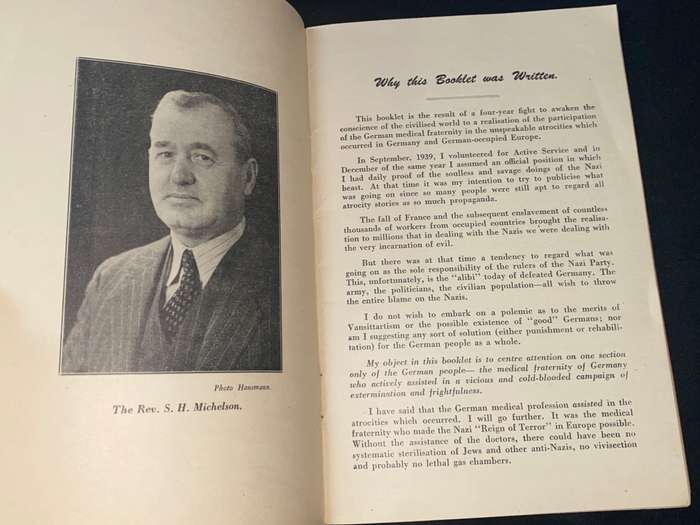 Photo Hausmann.
The Rev. S. H. Michelson.
Why this Booklet was Written.
This booklet is the result of a four-year fight to awaken the
conscience of the civilised world to a realisation of the participation
of the German medical fraternity in the unspeakable atrocities which
occurred in Germany and German-occupied Europe.
In September, 1939, I volunteered for Active Service and in
December of the same year I assumed an official position in which
I had daily proof of the soulless and savage doings of the Nazi
beast. At that time it was my intention to try to publicise what
was going on since so many people were still apt to regard all
atrocity stories as so much propaganda.
The fall of France and the subsequent enslavement of countless
thousands of workers from occupied countries brought the realisa-
tion to millions that in dealing with the Nazis we were dealing with
the very incarnation of evil.
But there was at that time a tendency to regard what was
going on as the sole responsibility of the rulers of the Nazi Party.
This, unfortunately, is the "alibi" today of defeated Germany. The
army, the politicians, the civilian population—all wish to throw
the entire blame on the Nazis.
I do not wish to embark on a polemic as to the merits of
Vansittartism or the possible existence of "good" Germans; nor
am I suggesting any sort of solution (either punishment or rehabili-
tation) for the German people as a whole.
My object in this booklet is to centre attention on one section
only of the German people— the medical fraternity of Germany
who actively assisted in a vicious and cold-blooded campaign of
extermination and frightfulness.
I have said that the German medical profession assisted in the
atrocities which occurred. I will go further. It was the medical
fraternity who made the Nazi "Reign of Terror" in Europe possible.
Without the assistance of the doctors, there could have been no
systematic sterilisation of Jews and other anti-Nazis, no vivisection
and probably no lethal gas chambers.